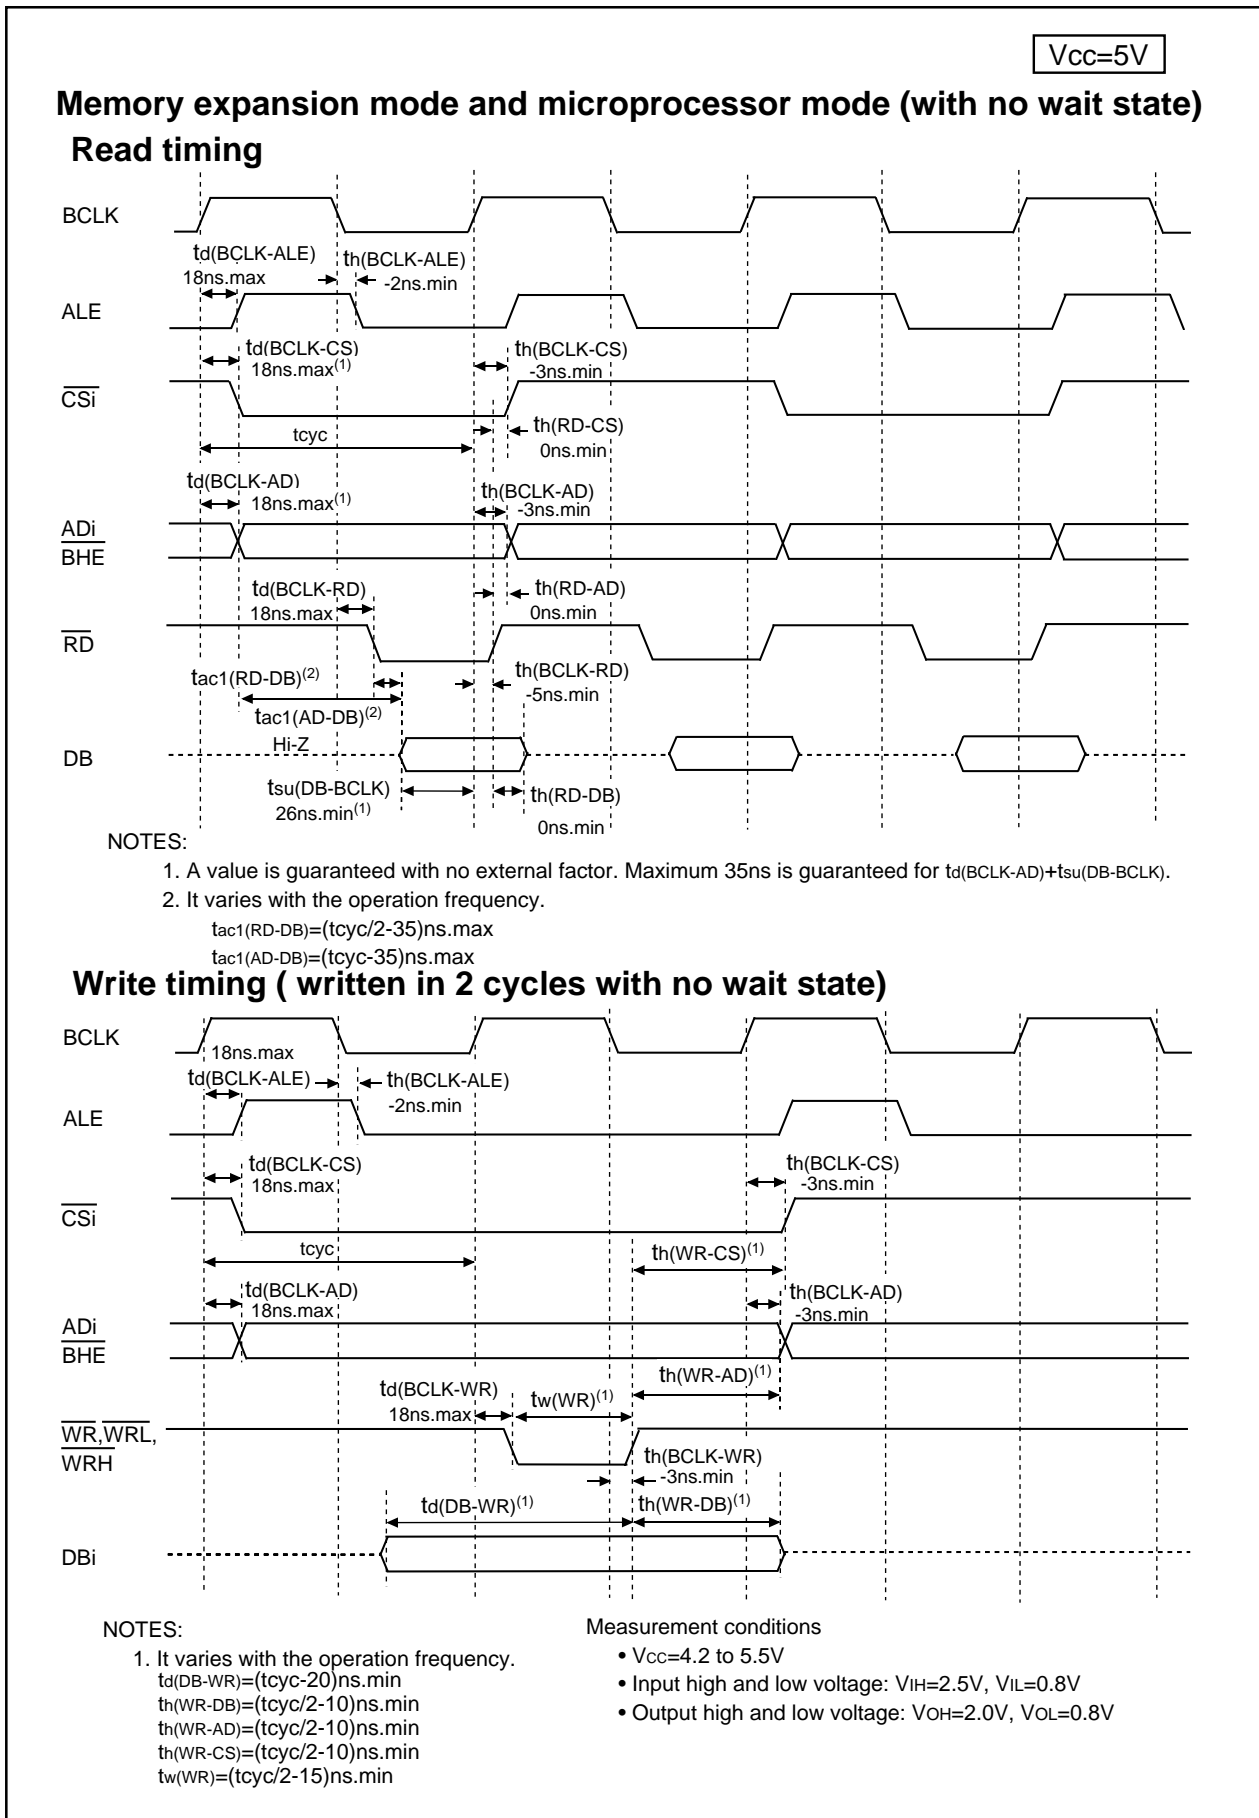 Vcc=5V
Memory expansion mode and microprocessor mode (with no wait state)
Read timing
BCLK
td(BCLK-ALE)
18ns.max
th(BCLK-ALE)
-2ns.min
ALE
td(BCLK-CS)
18ns.max(1)
th(BCLK-CS)
-3ns.min
CSi
tcyc
th(RD-CS)
0ns.min
td(BCLK-AD)
18ns.max(1)
th(BCLK-AD)
-3ns.min
ADi
BHE
td(BCLK-RD)
18ns.max
th(RD-AD)
0ns.min
RD
tac1(RD-DB)(2)
th(BCLK-RD)
-5ns.min
tac1(AD-DB)(2)
Hi-Z
DB
tsu(DB-BCLK)
26ns.min(1)
th(RD-DB)
0ns.min
NOTES:
1. A value is guaranteed with no external factor. Maximum 35ns is guaranteed for td(BCLK-AD)+tsu(DB-BCLK).
2. It varies with the operation frequency.
tac1(RD-DB)=(tcyc/2-35)ns.max
tac1(AD-DB)=(tcyc-35)ns.max
Write timing ( written in 2 cycles with no wait state)
BCLK
18ns.max
td(BCLK-ALE)
th(BCLK-ALE)
-2ns.min
ALE
td(BCLK-CS)
18ns.max
th(BCLK-CS)
-3ns.min
CSi
tcyc
th(WR-CS)(1)
td(BCLK-AD)
18ns.max
th(BCLK-AD)
-3ns.min
ADi
BHE
th(WR-AD)(1)
td(BCLK-WR)
18ns.max
tw(WR)(1)
WR,WRL,
WRH
th(BCLK-WR)
-3ns.min
td(DB-WR)(1)
th(WR-DB)(1)
DBi
NOTES:
1. It varies with the operation frequency.
td(DB-WR)=(tcyc-20)ns.min
th(WR-DB)=(tcyc/2-10)ns.min
th(WR-AD)=(tcyc/2-10)ns.min
th(WR-CS)=(tcyc/2-10)ns.min
tw(WR)=(tcyc/2-15)ns.min
Measurement conditions
• VCC=4.2 to 5.5V
• Input high and low voltage: VIH=2.5V, VIL=0.8V
• Output high and low voltage: VOH=2.0V, VOL=0.8V